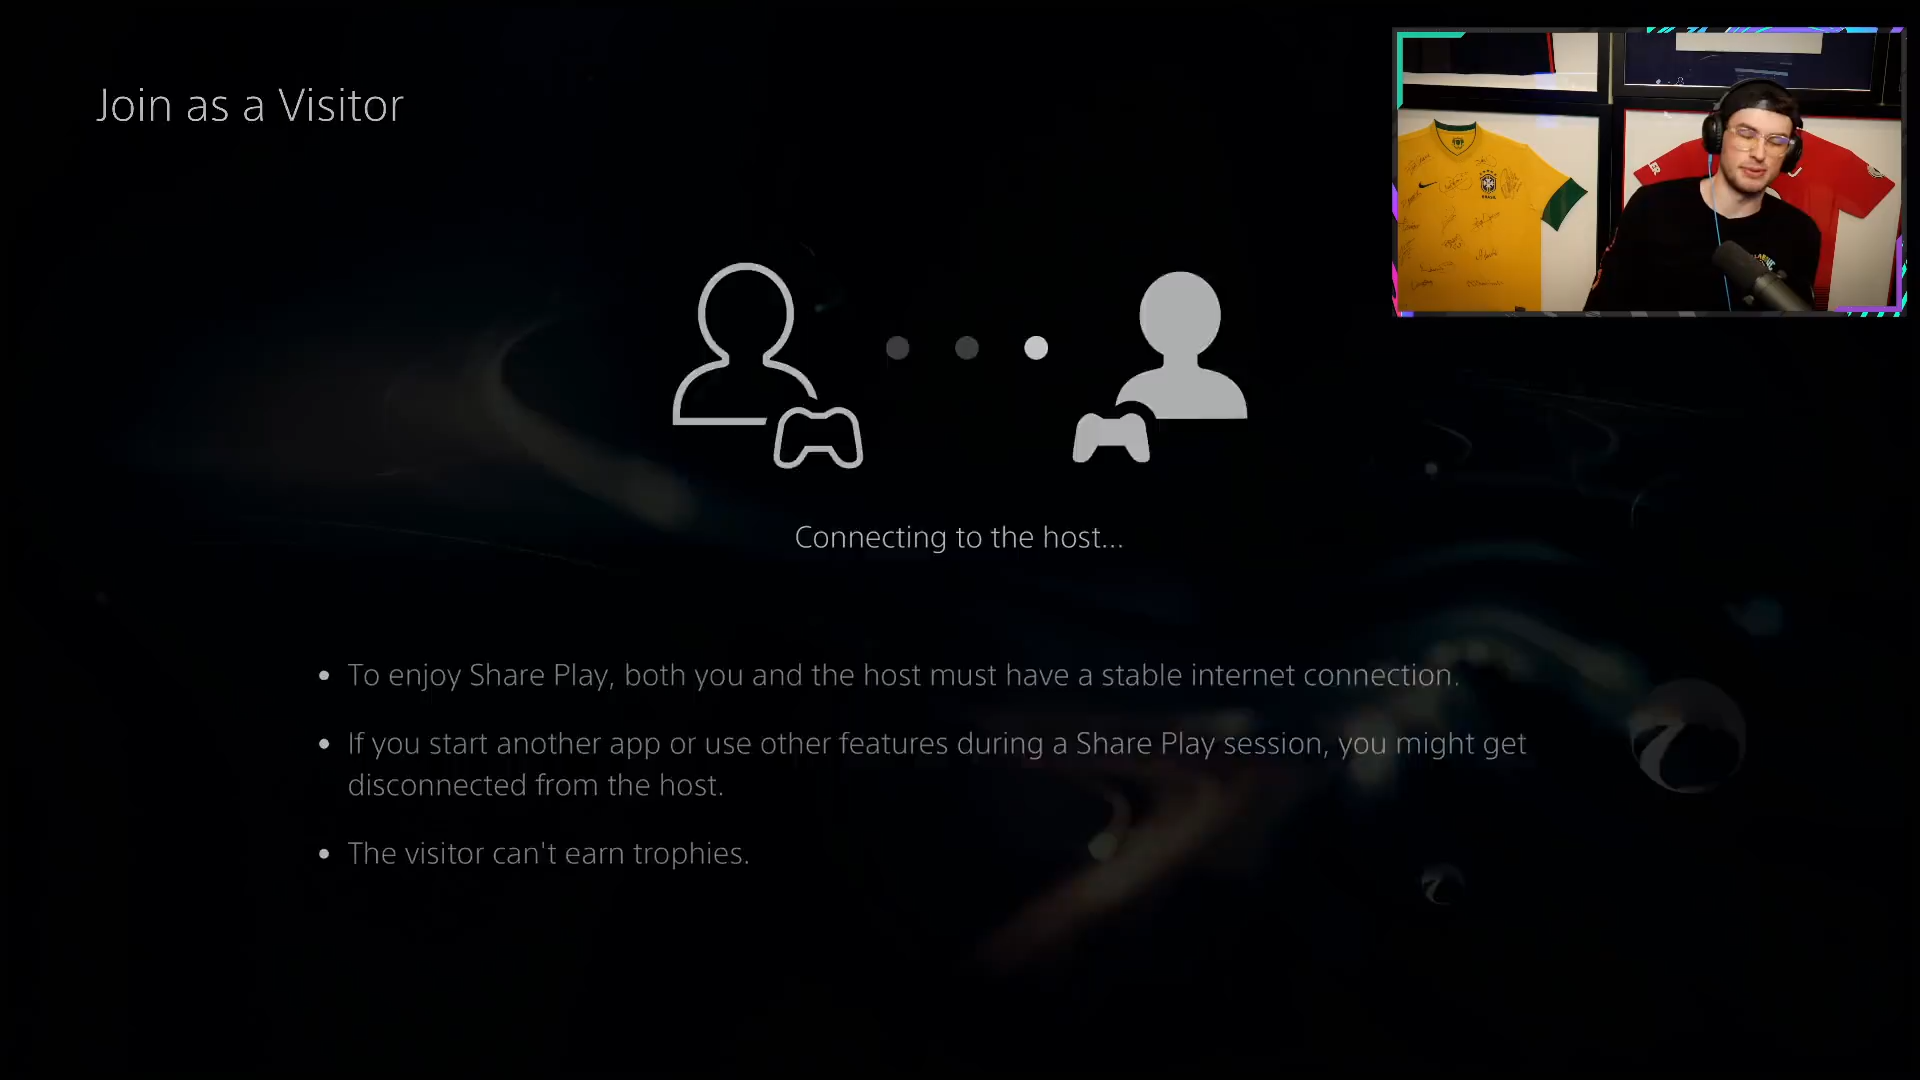 Join as a Visitor
Connecting to the host...
• To enjoy Share Play, both you and the host must have a stable internet connection.
• If you start another app or use other features during a Share Play session, you might get
disconnected from the host.
• The visitor can't earn trophies.